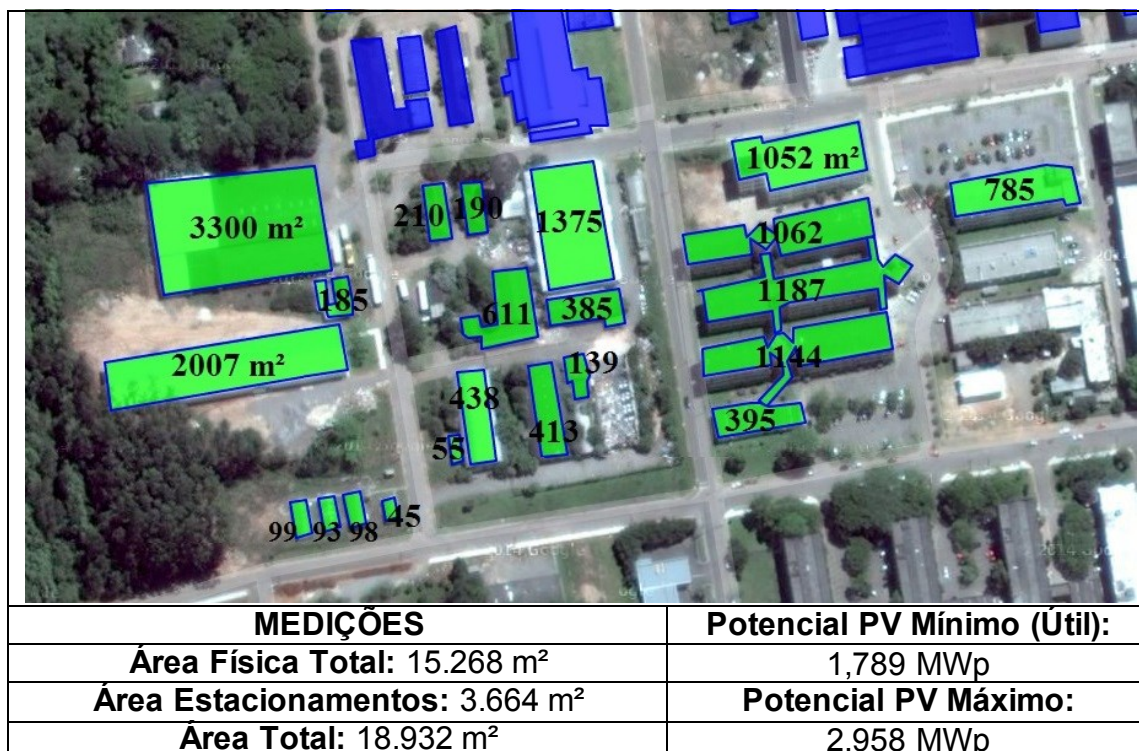 1052 m²
785
3300 m²
210
190
1375
1062
185
611
385
1187
2007 m²
139
1144
438
413
395
55
99
93
98
45
2014 Google
MEDIÇÕES
Potencial PV Mínimo (Útil):
Área Física Total: 15.268 m²
1,789 MWp
Área Estacionamentos: 3.664 m²
Potencial PV Máximo:
Área Total: 18.932 m²
2,958 MWp